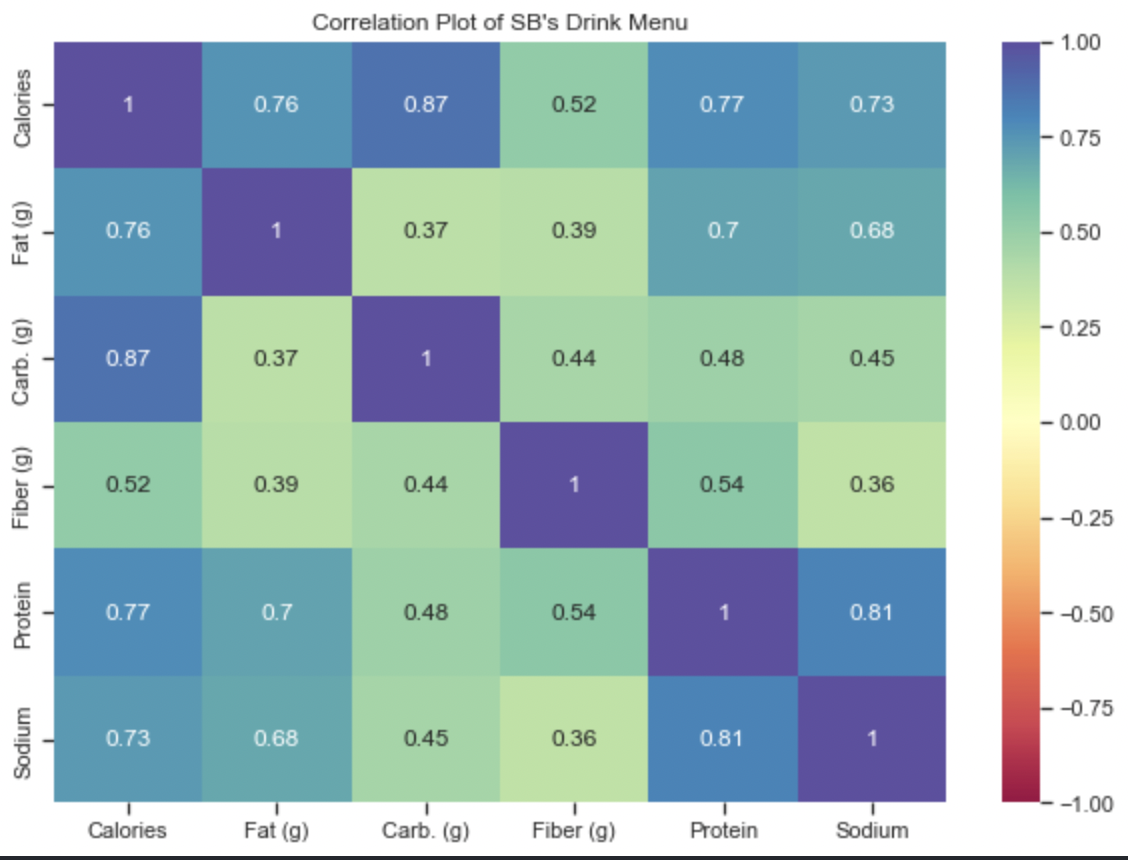 Correlation Plot of SB's Drink Menu
Calories 1 0.76 0.87 0.52 0.77 0.73
Fat (g) 0.76 1 0.37 0.39 0.7 0.68
Carb. (g) 0.87 0.37 1 0.44 0.48 0.45
Fiber (g) 0.52 0.39 0.44 1 0.54 0.36
Protein 0.77 0.7 0.48 0.54 1 0.81
Sodium 0.73 0.68 0.45 0.36 0.81 1
Calories Fat (g) Carb. (g) Fiber (g) Protein Sodium
1.00
0.75
0.50
0.25
0.00
−0.25
−0.50
−0.75
−1.00